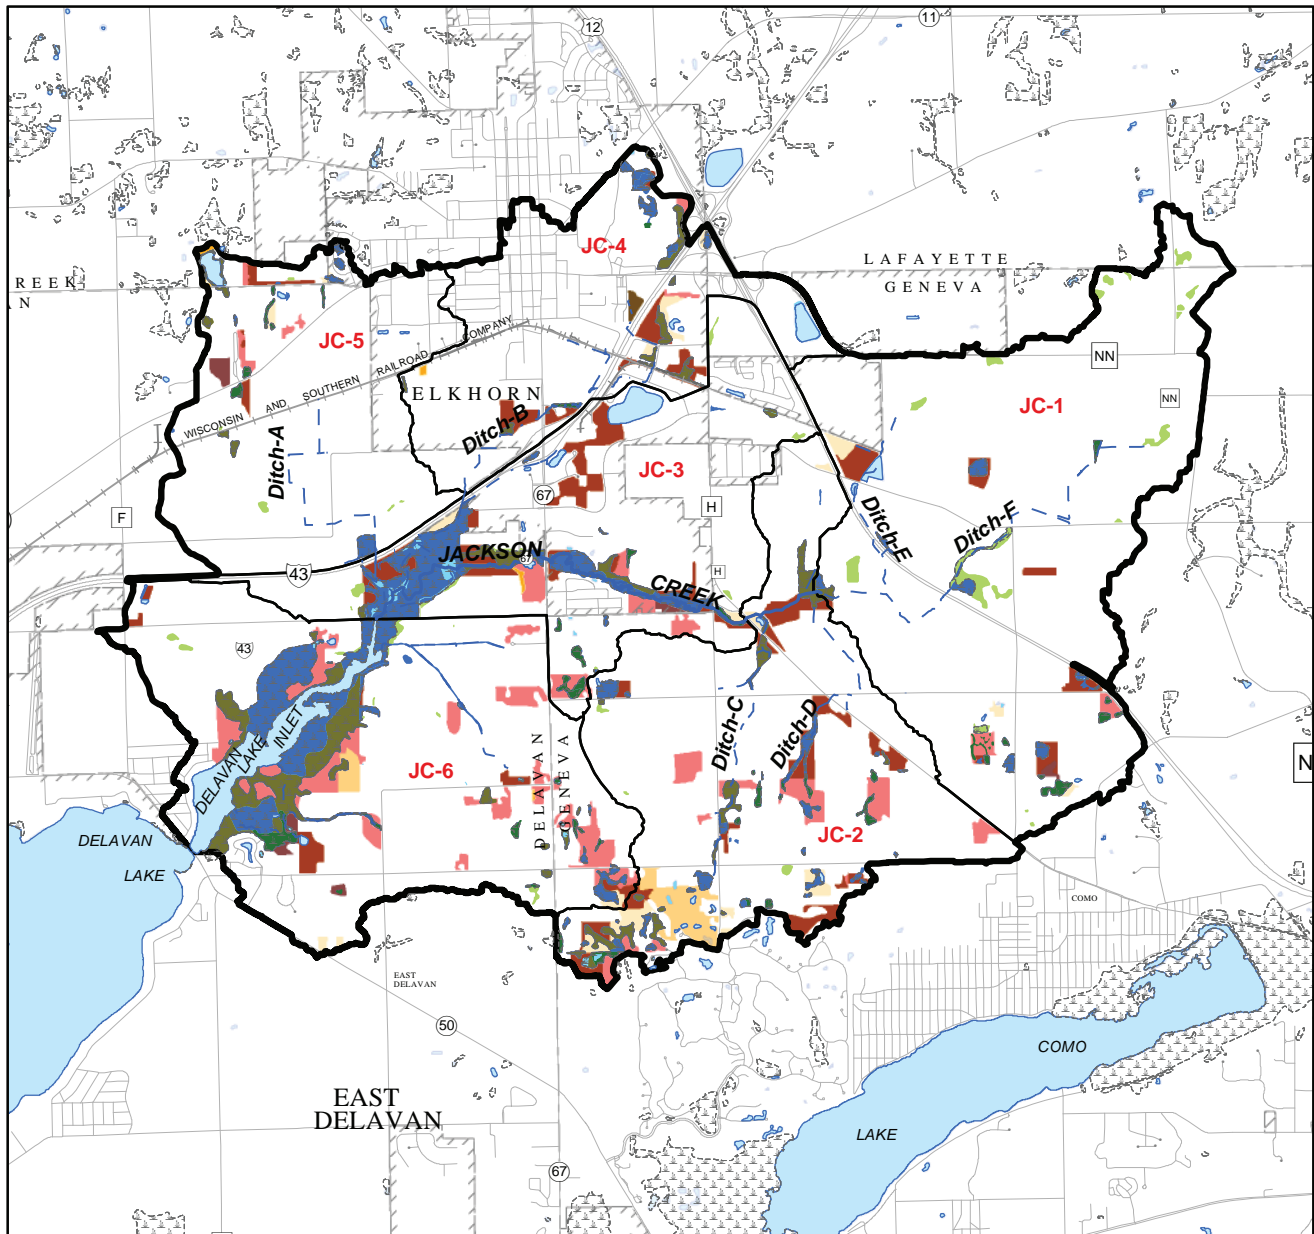 12
11
LAFAYETTE
GENEVA
REEK
N
JC-4
JC-5
WISCONSIN AND SOUTHERN RAILROAD COMPANY
ELKHORN
NN
JC-1
NN
Ditch-A
Ditch-B
JC-3
67
H
F
Ditch-E
Ditch-F
JACKSON
67
43
H
CREEK
43
DELAVAN
LAKE
INLET
Ditch-C
Ditch-D
JC-6
DELAVAN
GENEVA
N
JC-2
DELAVAN
LAKE
COMO
EAST
DELAVAN
50
COMO
EAST
DELAVAN
LAKE
67